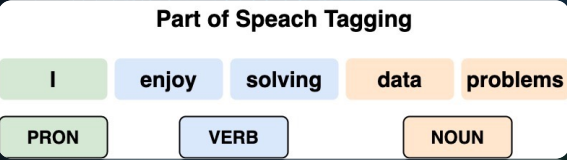 Part of Speach Tagging
I enjoy solving data problems
PRON VERB NOUN